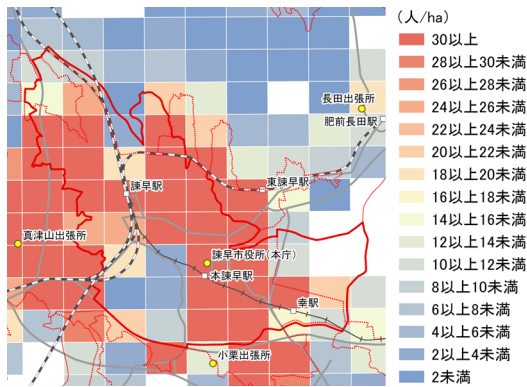 (人/ha)
30以上
28以上30未満
26以上28未満
24以上26未満
22以上24未満
20以上22未満
18以上20未満
16以上18未満
14以上16未満
12以上14未満
10以上12未満
8以上10未満
6以上8未満
4以上6未満
2以上4未満
2未満
長田出張所
肥前長田駅
東諫早駅
諫早駅
真津山出張所
諫早市役所(本庁)
本諫早駅
幸駅
小栗出張所